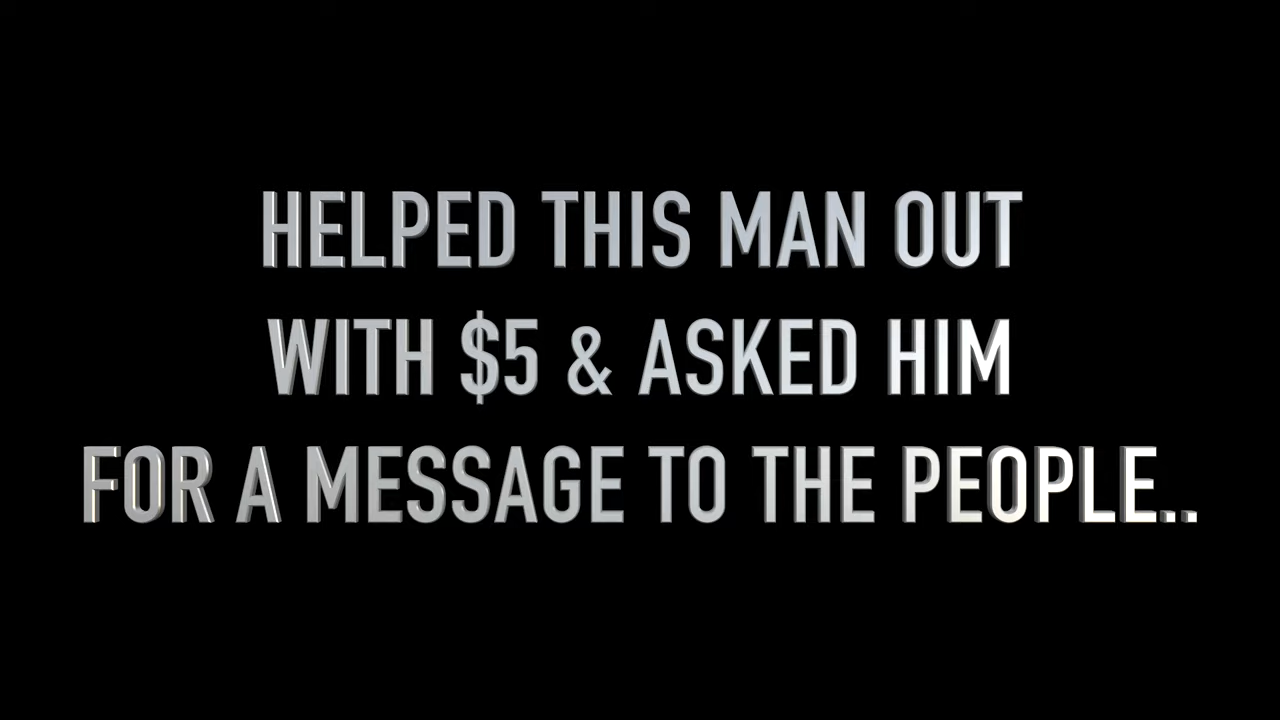 HELPED THIS MAN OUT
WITH $5 & ASKED HIM
FOR A MESSAGE TO THE PEOPLE..